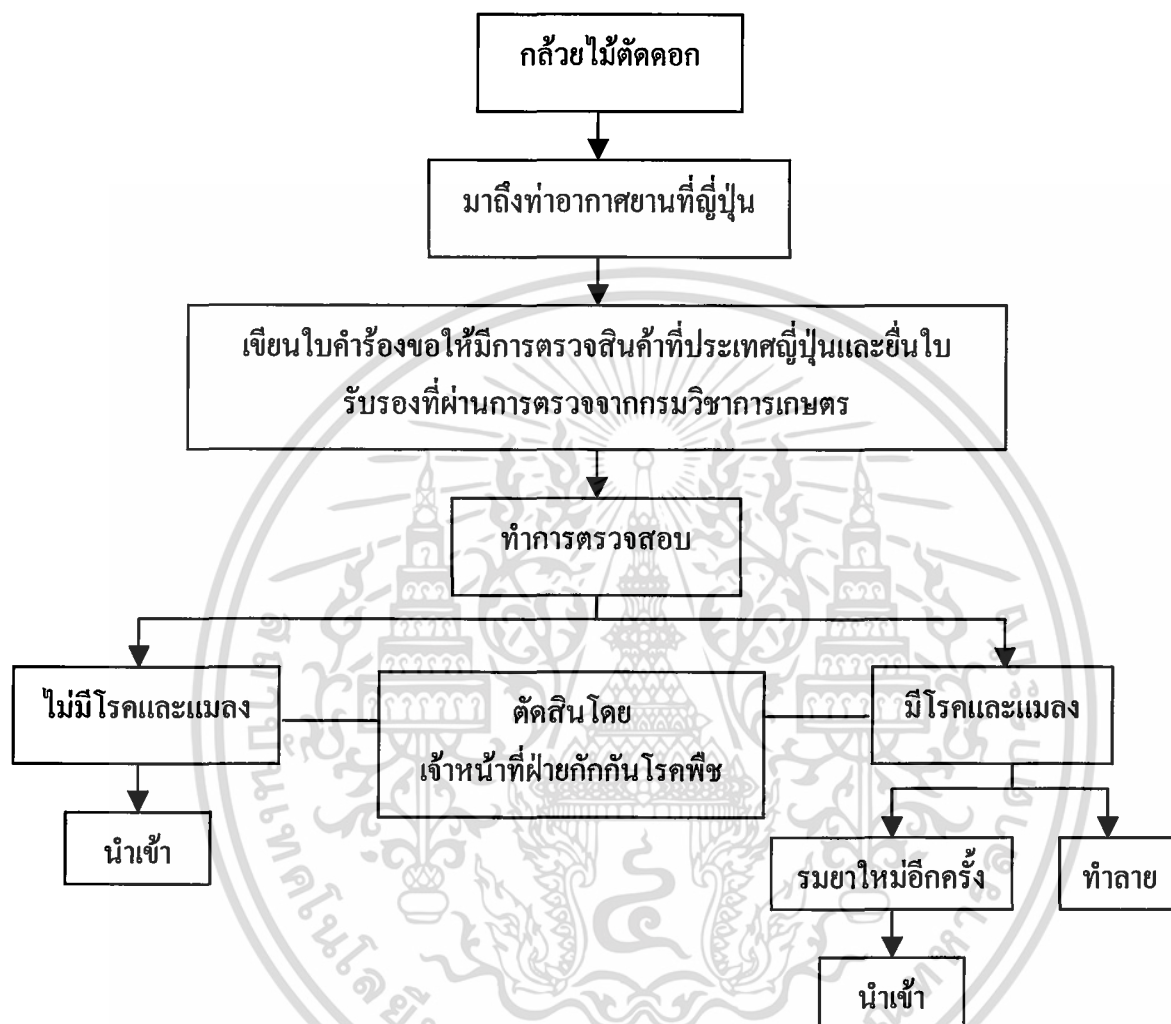 กล้วยไม้ตัดดอก
มาถึงท่าอากาศยานที่ญี่ปุ่น
เขียนใบคำร้องขอให้มีการตรวจสินค้าที่ประเทศญี่ปุ่นและยื่นใบ
รับรองที่ผ่านการตรวจจากกรมวิชาการเกษตร
ทำการตรวจสอบ
ไม่มีโรคและแมลง
ตัดสินโดย
เจ้าหน้าที่ฝ่ายกักกันโรคพืช
มีโรคและแมลง
นำเข้า
รมยาใหม่อีกครั้ง
ทำลาย
นำเข้า